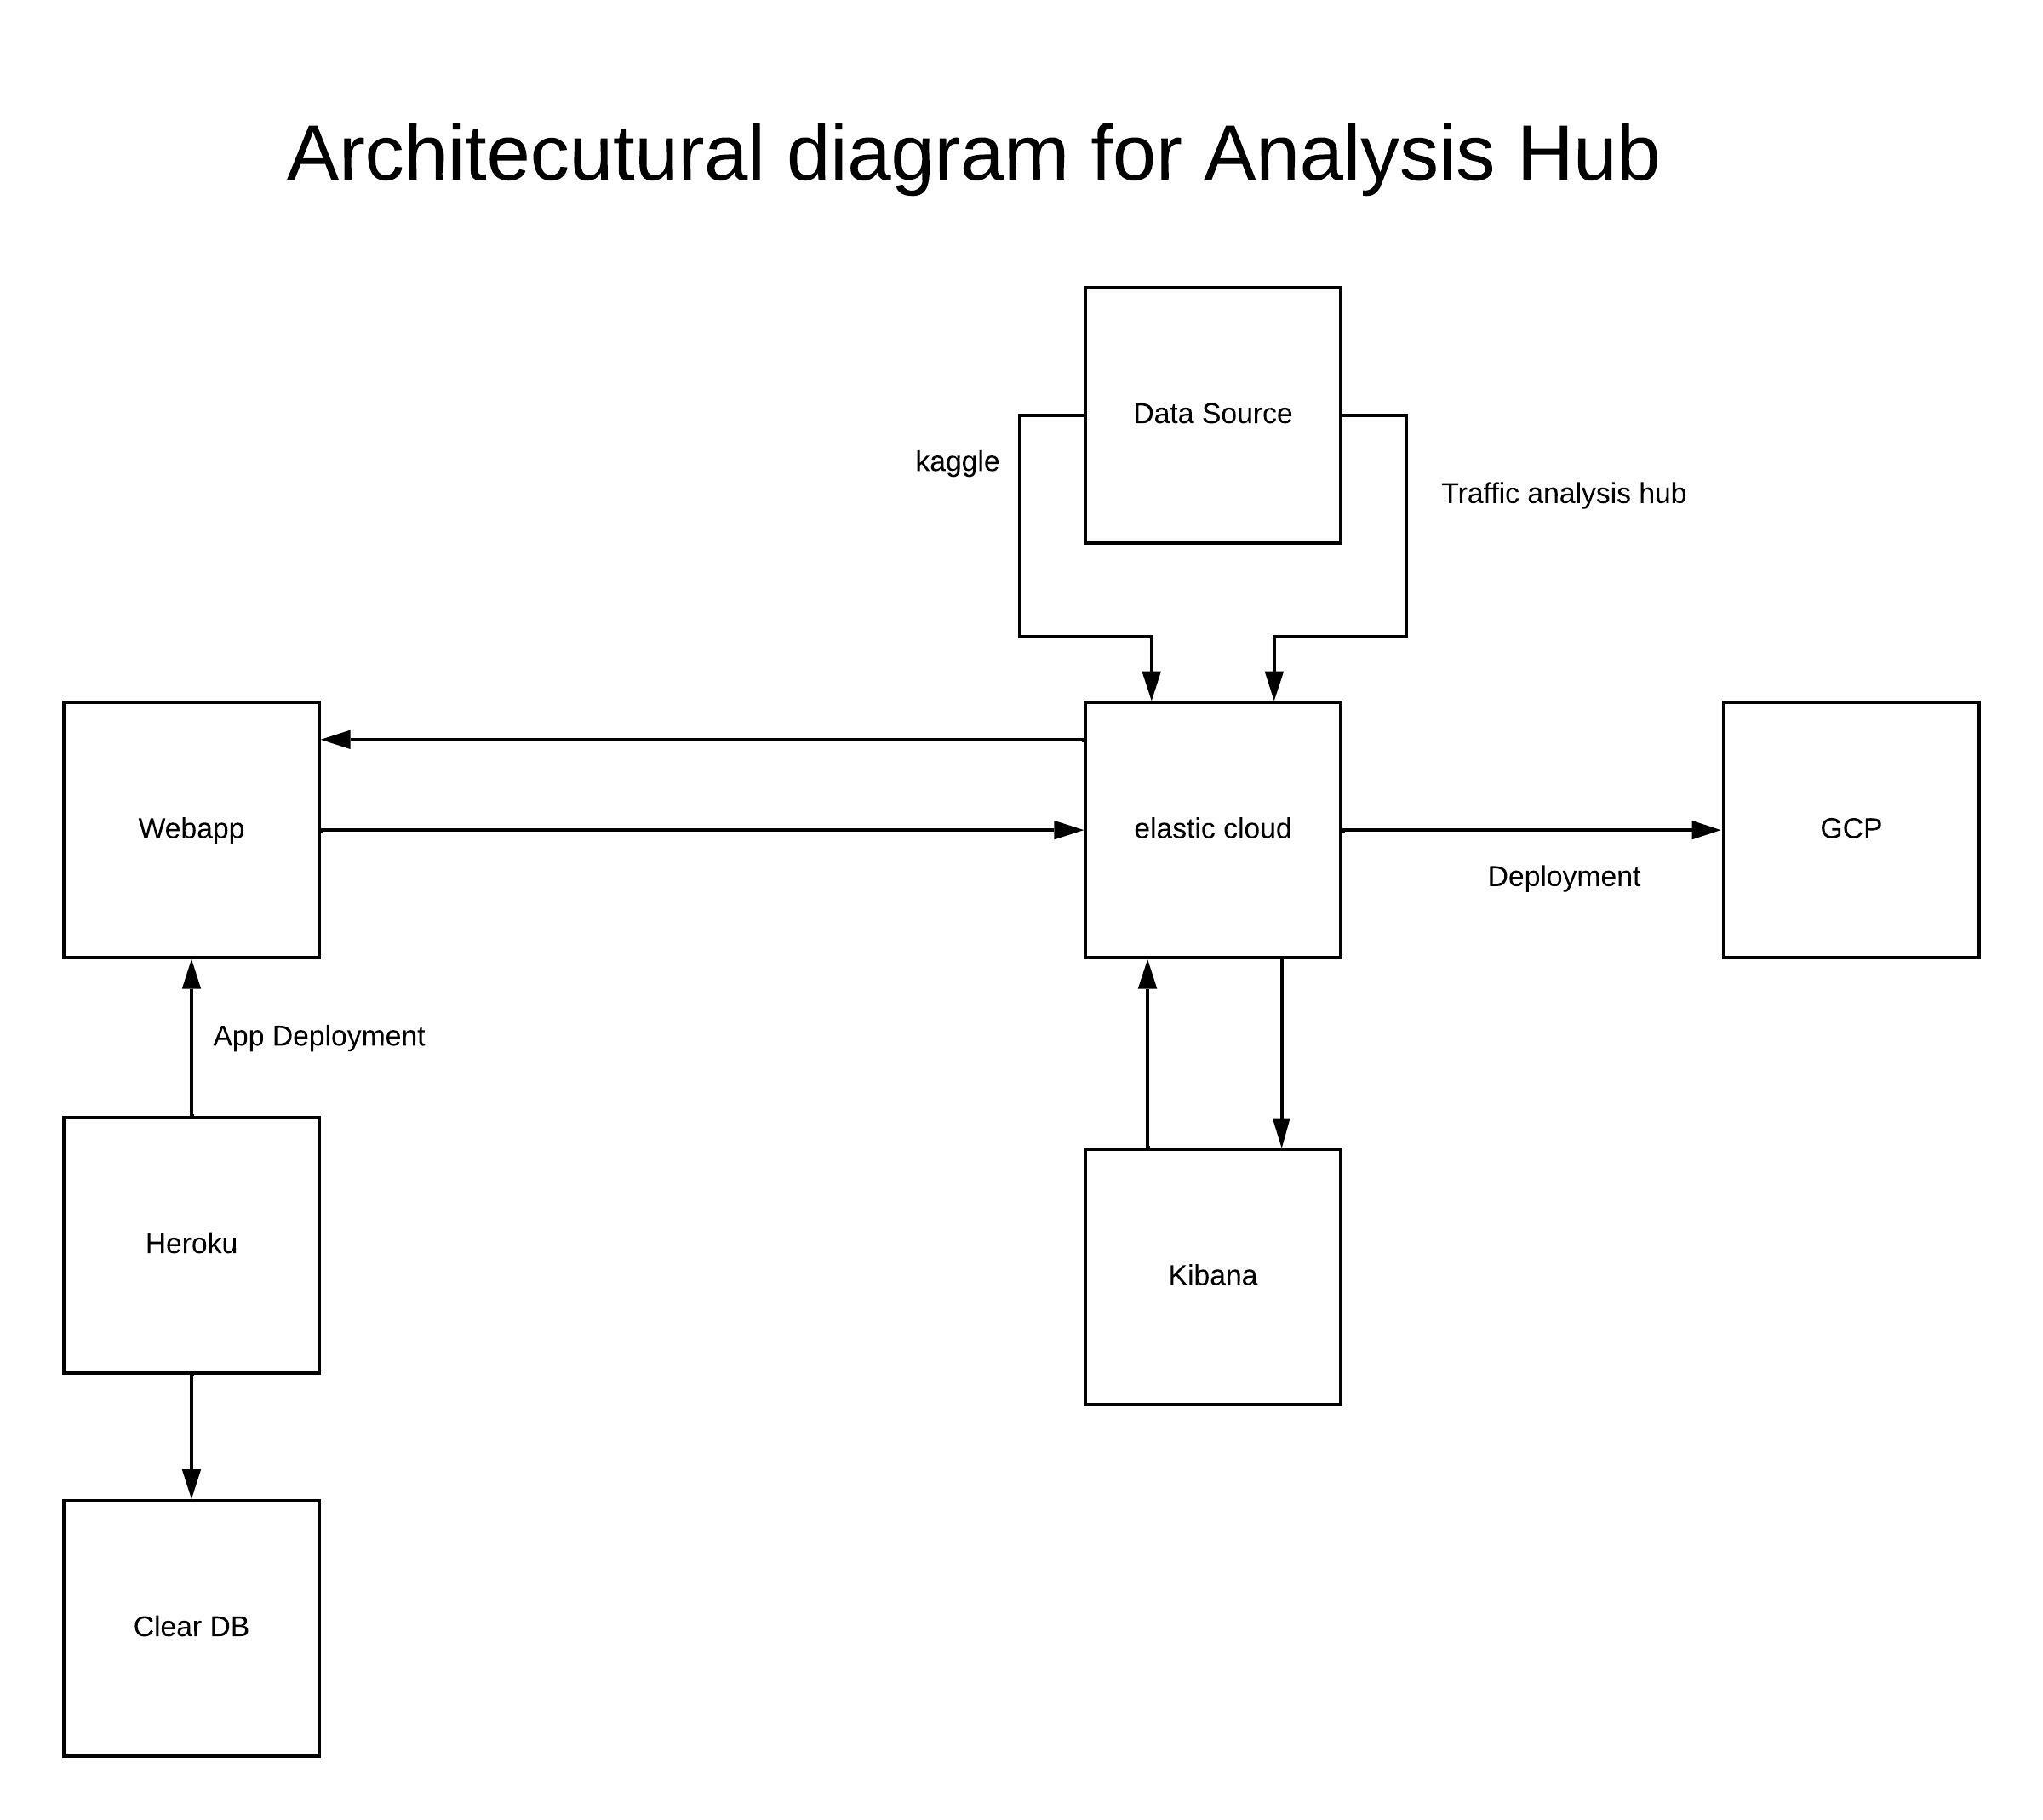 Architecutural diagram for Analysis Hub
Data Source
kaggle
Traffic analysis hub
Webapp
elastic cloud
GCP
Deployment
App Deployment
Heroku
Kibana
Clear DB